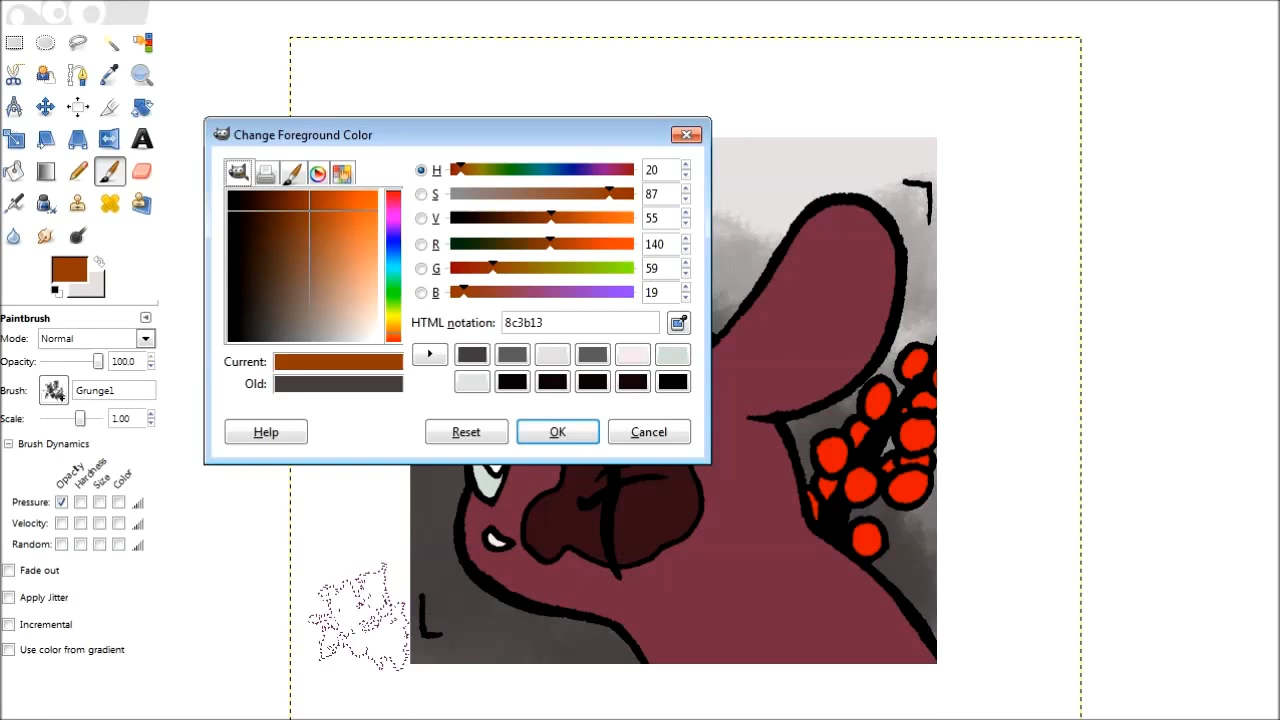 Change Foreground Color
H 20
S 87
V 55
R 140
G 59
B 19
HTML notation: 8c3b13
Current:
Old:
Help Reset OK Cancel
Paintbrush
Mode: Normal
Opacity: 100.0
Brush: Grunge1
Scale: 1.00
Brush Dynamics
Opacity Hardness Size Color
Pressure:
Velocity:
Random:
Fade out
Apply Jitter
Incremental
Use color from gradient